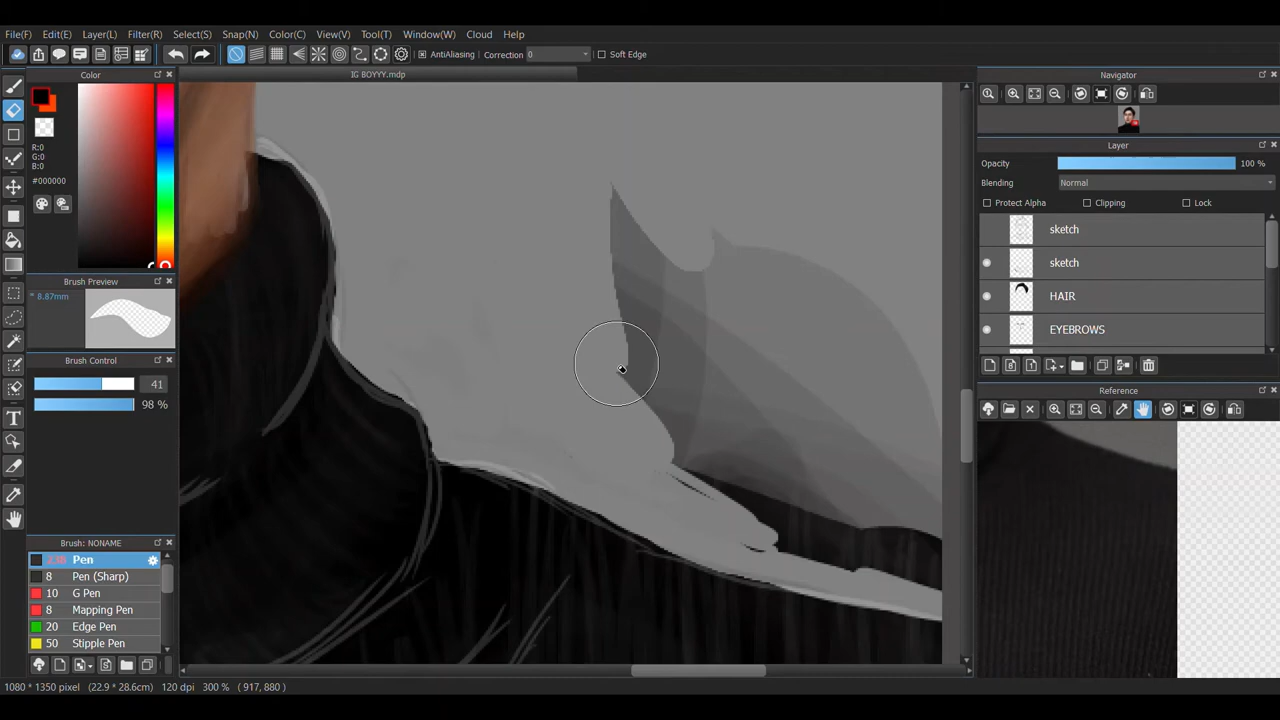 File(F) Edit(E) Layer(L) Filter(R) Select(S) Snap(N) Color(C) View(V) Tool(T) Window(W) Cloud Help
AntiAliasing Correction 0 Soft Edge
Color
IG BOYYY.mdp
Navigator
R:0
G:0
B:0
#000000
Brush Preview
* 8.87mm
Brush Control
41
98 %
Brush: NONAME
238 Pen
8 Pen (Sharp)
10 G Pen
8 Mapping Pen
20 Edge Pen
50 Stipple Pen
Layer
Opacity 100 %
Blending Normal
Protect Alpha Clipping Lock
sketch
sketch
HAIR
EYEBROWS
Reference
1080 * 1350 pixel (22.9 * 28.6cm) 120 dpi 300 % ( 917, 880 )